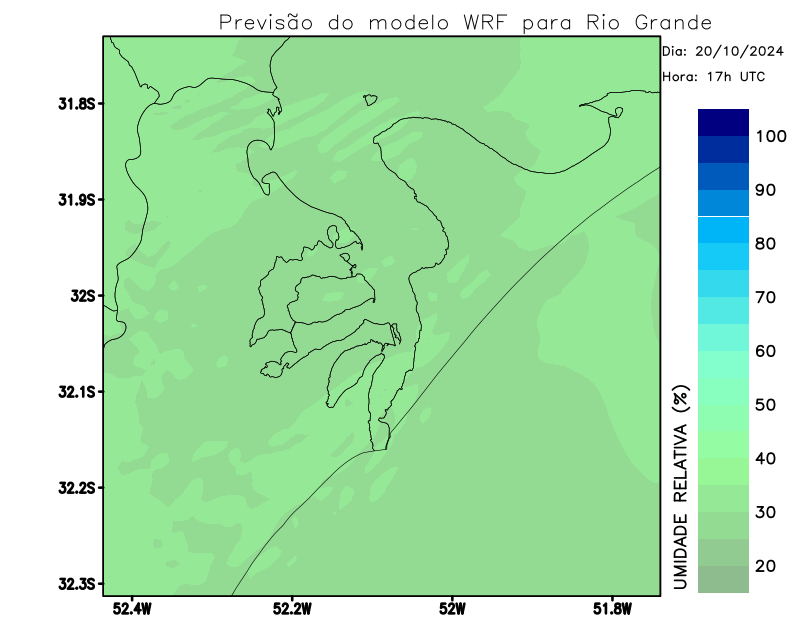 Previsão do modelo WRF para Rio Grande
Dia: 20/10/2024
Hora: 17h UTC
31.8S
31.9S
32S
32.1S
32.2S
32.3S
52.4W
52.2W
52W
51.8W
100
90
80
70
60
50
40
30
20
UMIDADE RELATIVA (%)